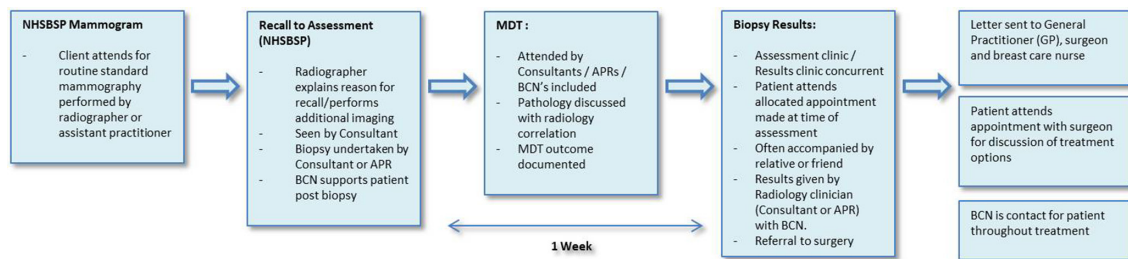 NHSBSP Mammogram
- Client attends for
routine standard
mammography
performed by
radiographer or
assistant practitioner
Recall to Assessment
(NHSBSP)
- Radiographer
explains reason for
recall/performs
additional imaging
- Seen by Consultant
- Biopsy undertaken by
Consultant or APR
- BCN supports patient
post biopsy
MDT :
- Attended by
Consultants / APRs /
BCN's included
- Pathology discussed
with radiology
correlation
- MDT outcome
documented
1 Week
Biopsy Results:
- Assessment clinic /
Results clinic concurrent
- Patient attends
allocated appointment
made at time of
assessment
- Often accompanied by
relative or friend
- Results given by
Radiology clinician
(Consultant or APR)
with BCN.
- Referral to surgery
Letter sent to General
Practitioner (GP), surgeon
and breast care nurse
Patient attends
appointment with surgeon
for discussion of treatment
options
BCN is contact for patient
throughout treatment